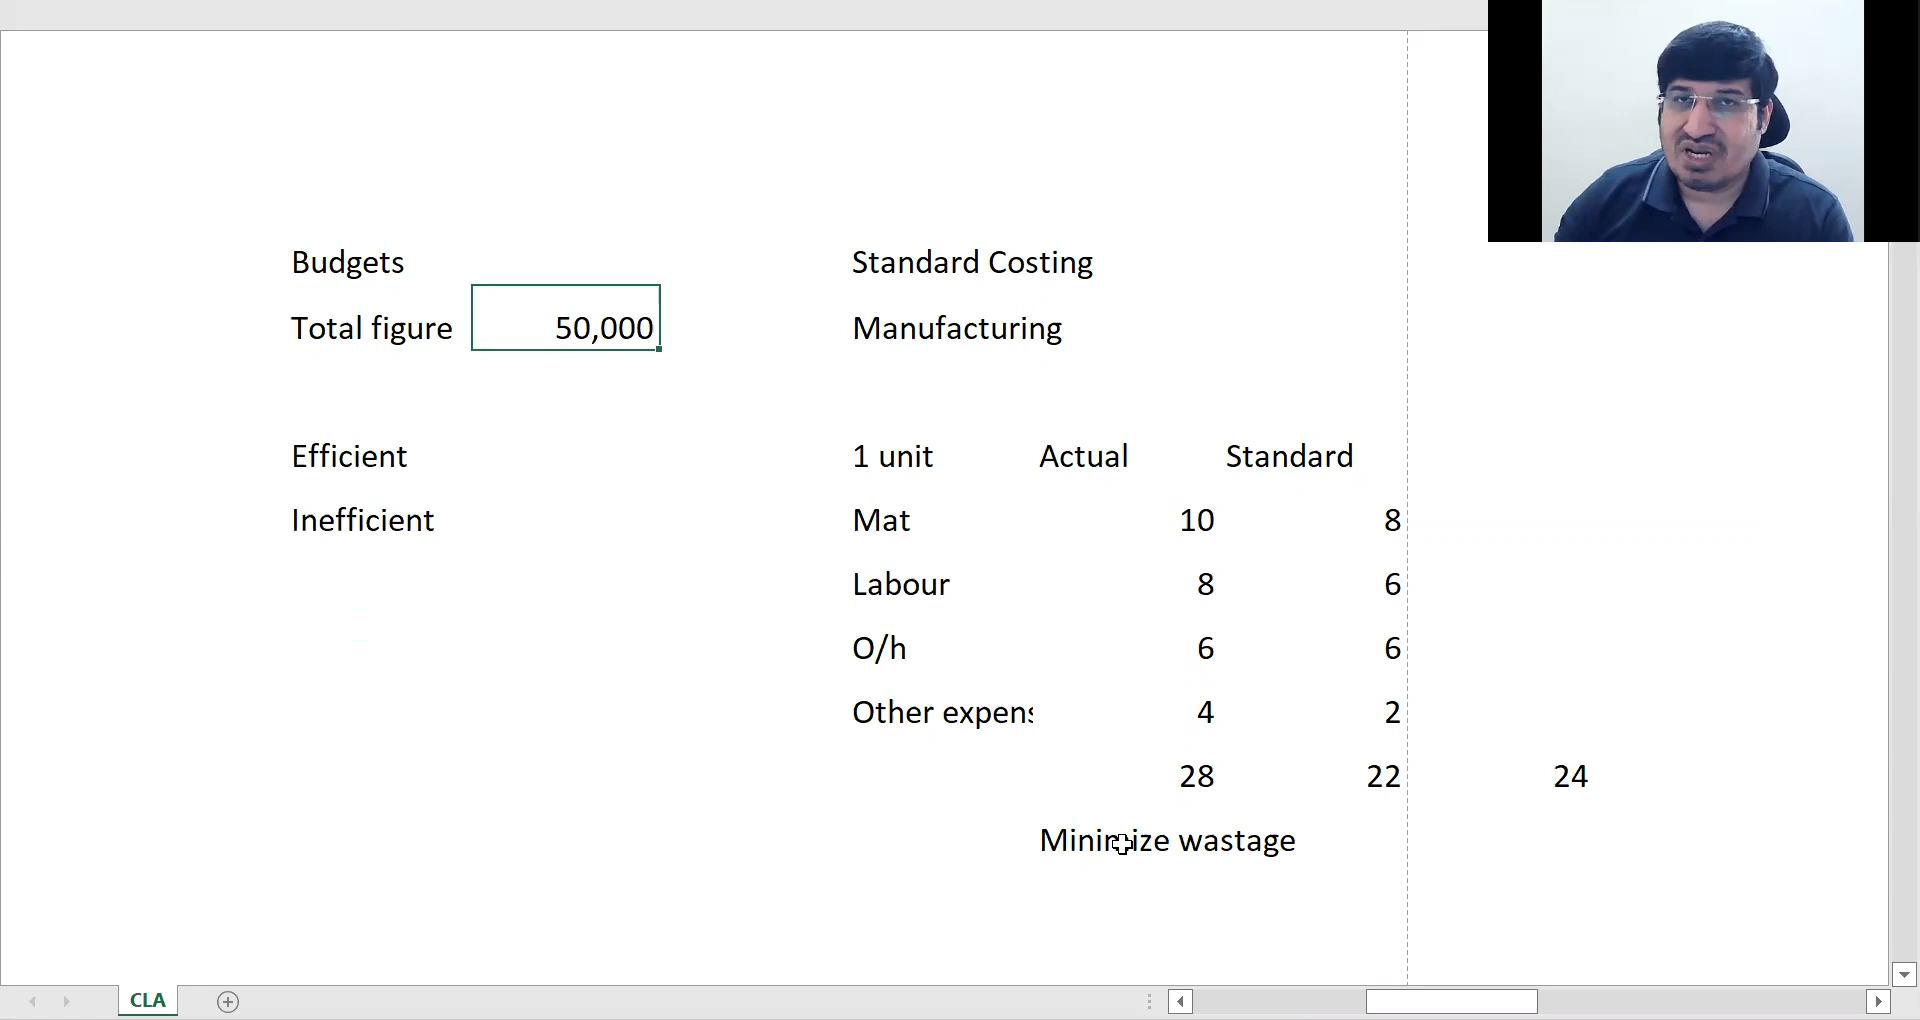 Budgets Standard Costing
Total figure 50,000 Manufacturing
Efficient 1 unit Actual Standard
Inefficient Mat 10 8
Labour 8 6
O/h 6 6
Other expens 4 2
28 22 24
Minimize wastage
CLA